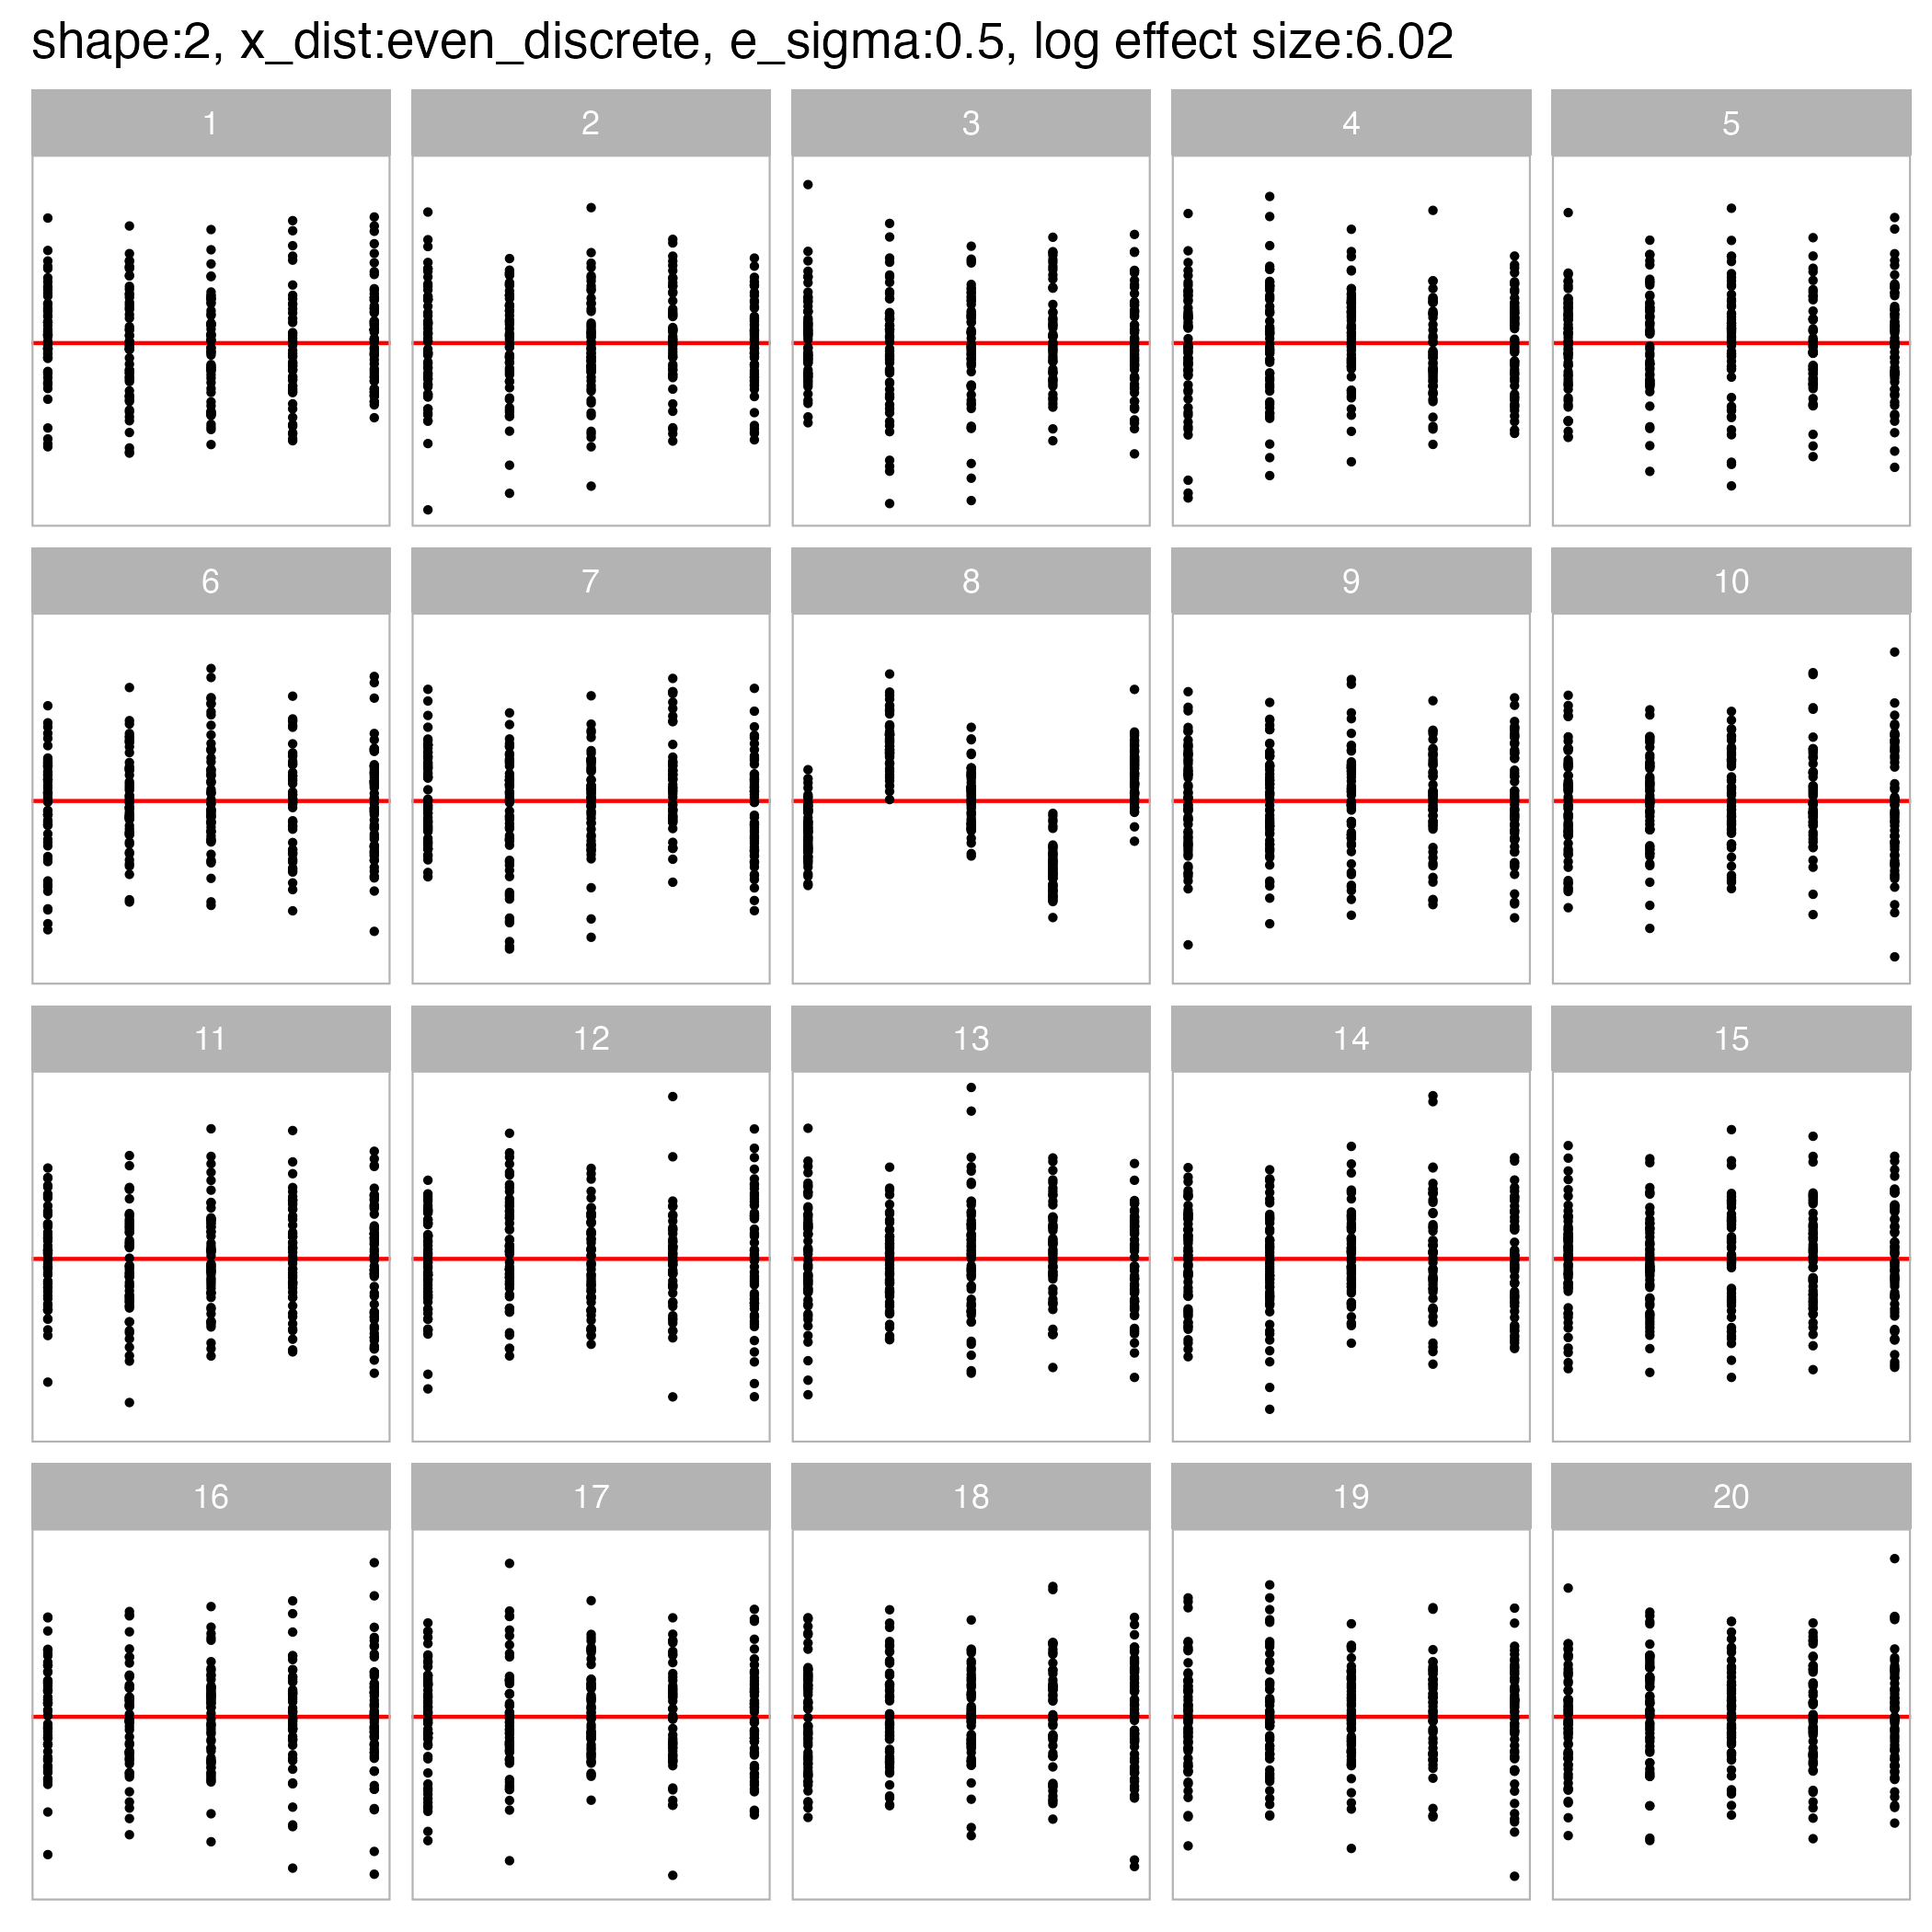 shape:2, x_dist:even_discrete, e_sigma:0.5, log effect size:6.02
1 2 3 4 5
6 7 8 9 10
11 12 13 14 15
16 17 18 19 20